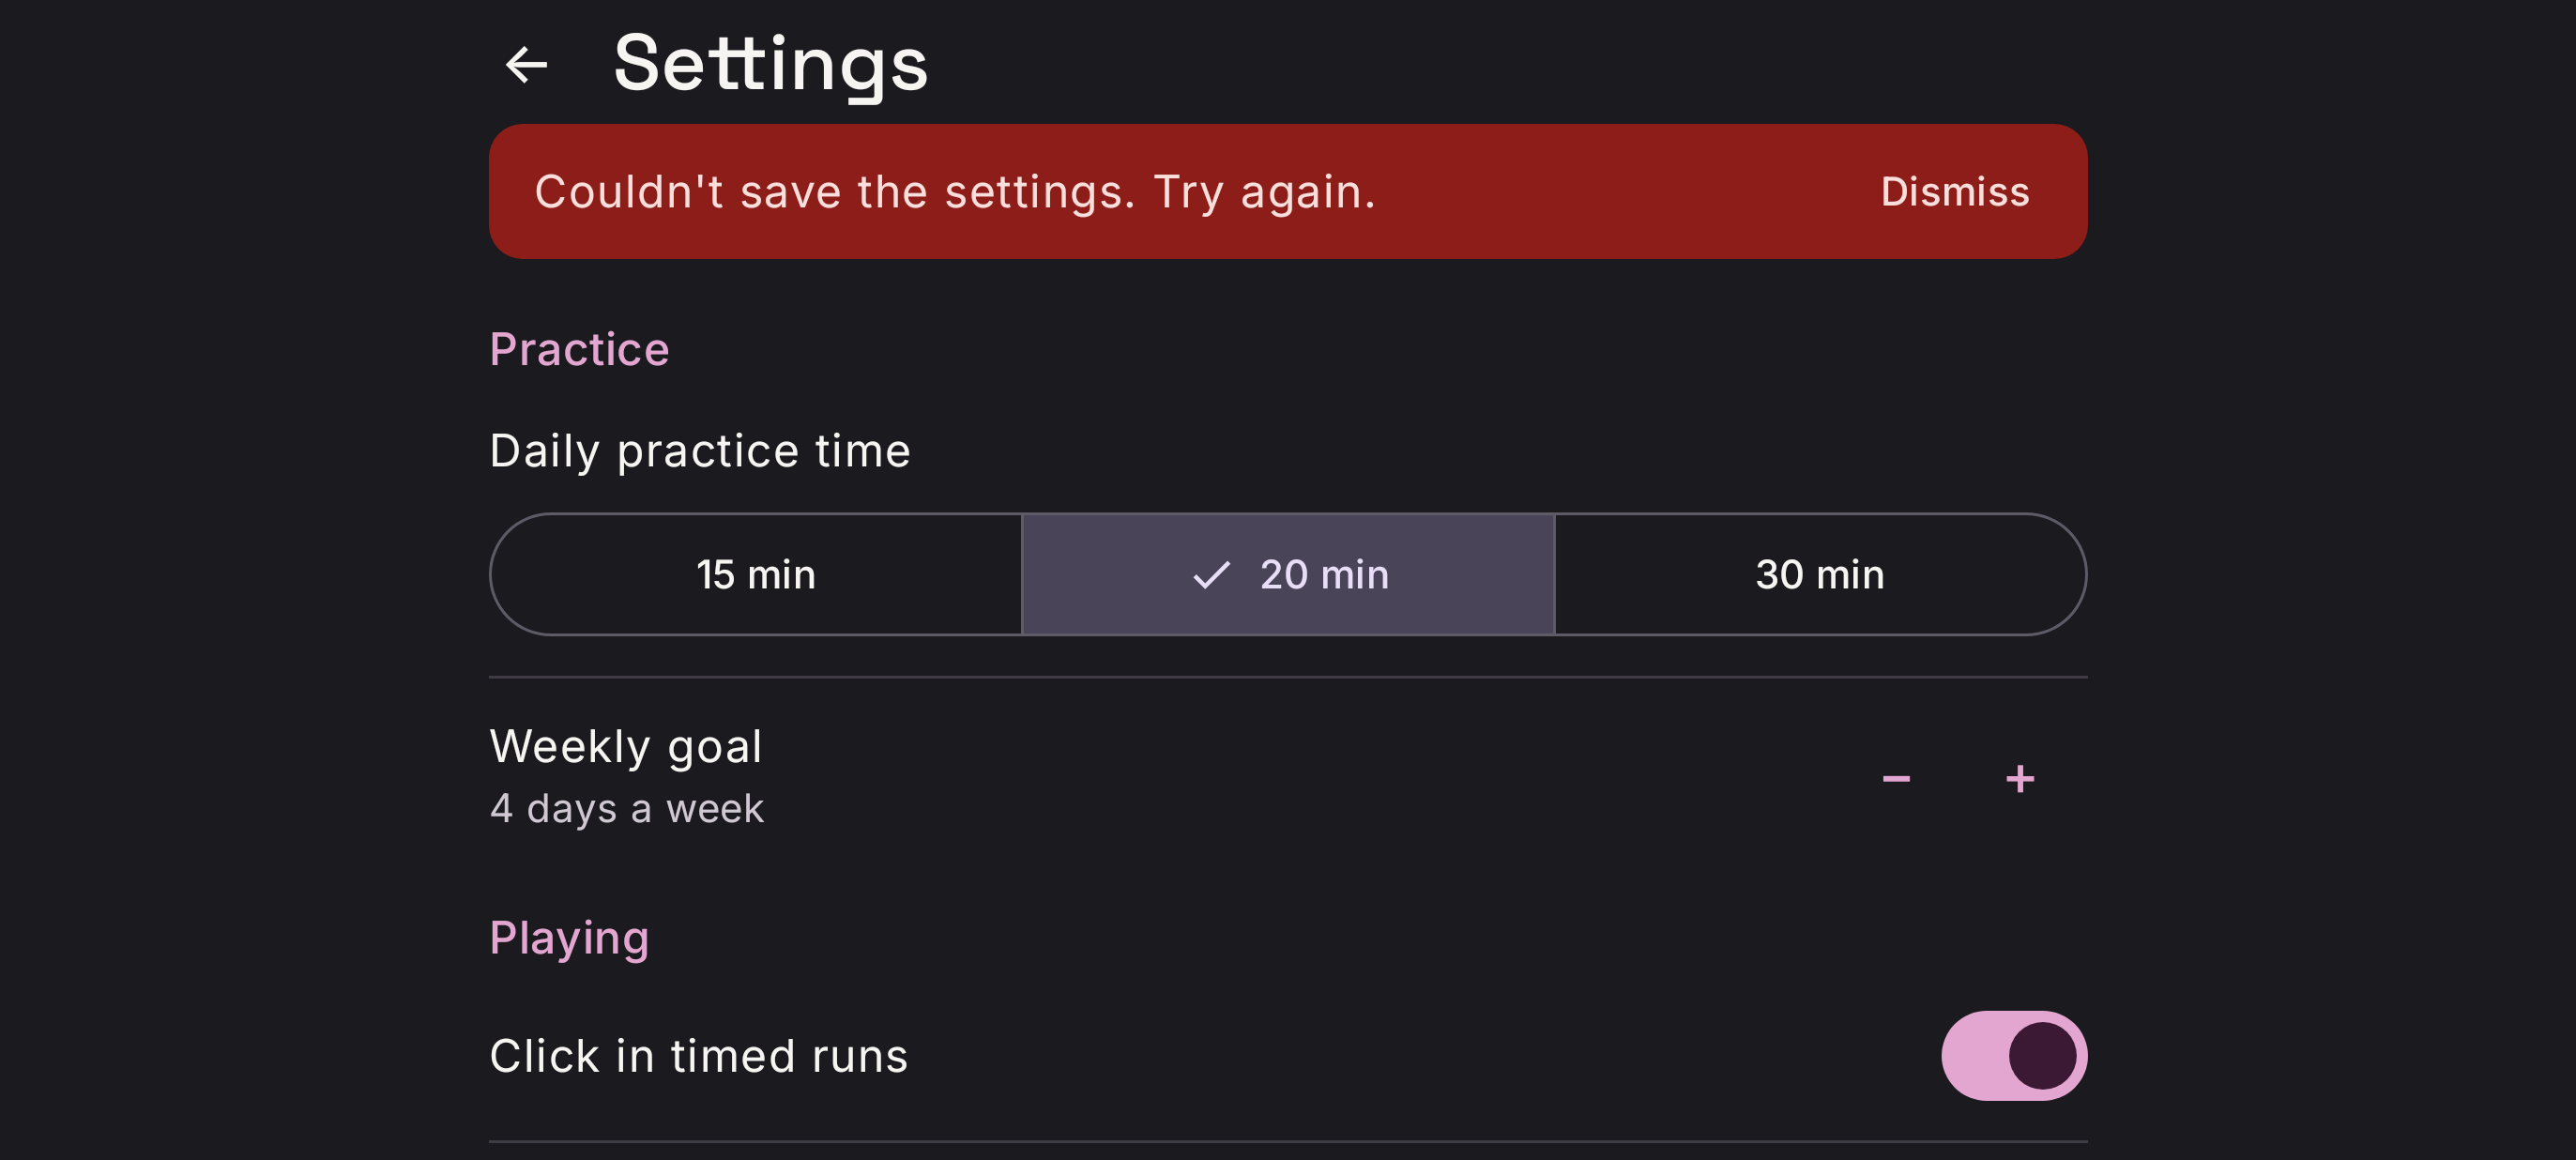 Settings
Couldn't save the settings. Try again. Dismiss
Practice
Daily practice time
15 min 20 min 30 min
Weekly goal
4 days a week
− +
Playing
Click in timed runs